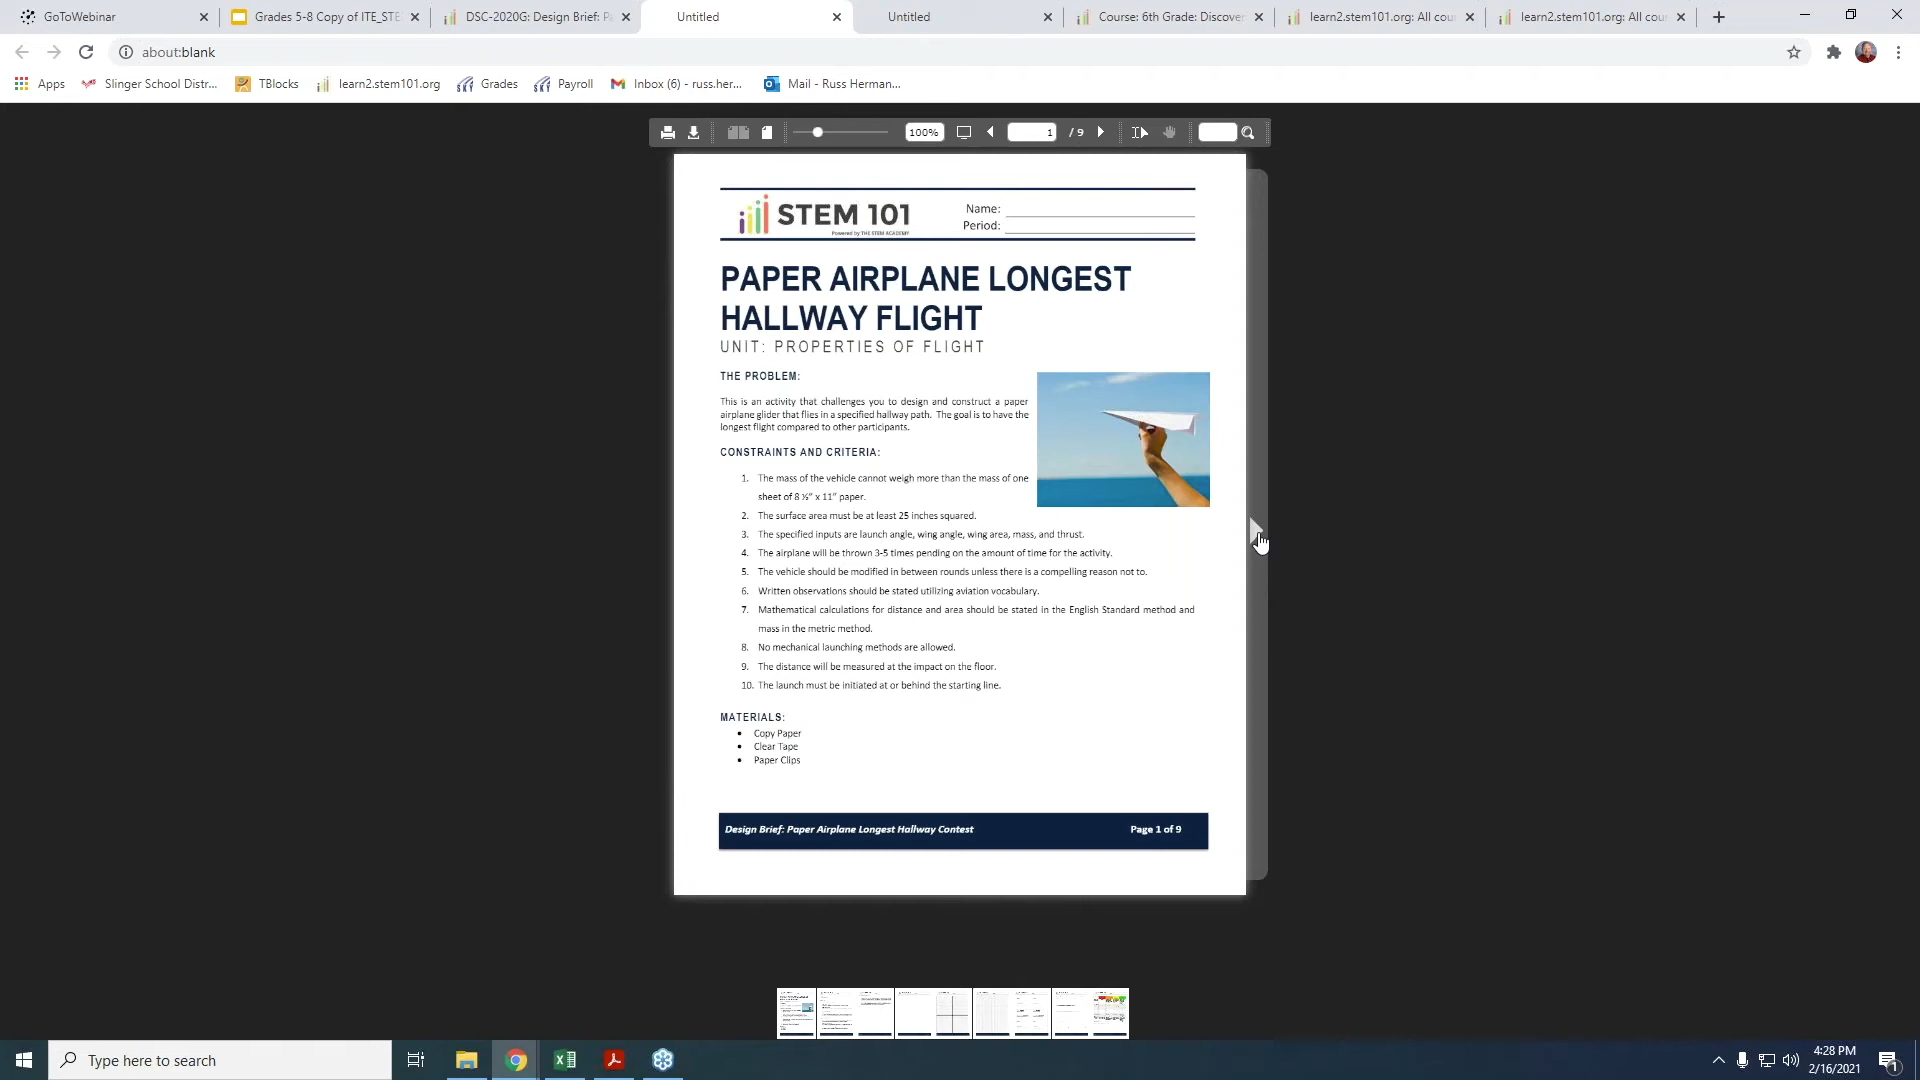 GoToWebinar
Grades 5-8 Copy of ITE_STE
DSC-2020G: Design Brief: P
Untitled
Untitled
Course: 6th Grade: Discover
learn2.stem101.org: All cou
learn2.stem101.org: All cou
about:blank
Apps
Slinger School Distr...
TBlocks
learn2.stem101.org
Grades
Payroll
Inbox (6) - russ.her...
Mail - Russ Herman...
100%
1
/ 9
STEM 101
Powered by THE STEM ACADEMY
Name:
Period:
PAPER AIRPLANE LONGEST
HALLWAY FLIGHT
UNIT: PROPERTIES OF FLIGHT
THE PROBLEM:
This is an activity that challenges you to design and construct a paper
airplane glider that flies in a specified hallway path. The goal is to have the
longest flight compared to other participants.
CONSTRAINTS AND CRITERIA:
1. The mass of the vehicle cannot weigh more than the mass of one
sheet of 8 ½" x 11" paper.
2. The surface area must be at least 25 inches squared.
3. The specified inputs are launch angle, wing angle, wing area, mass, and thrust.
4. The airplane will be thrown 3-5 times pending on the amount of time for the activity.
5. The vehicle should be modified in between rounds unless there is a compelling reason not to.
6. Written observations should be stated utilizing aviation vocabulary.
7. Mathematical calculations for distance and area should be stated in the English Standard method and
mass in the metric method.
8. No mechanical launching methods are allowed.
9. The distance will be measured at the impact on the floor.
10. The launch must be initiated at or behind the starting line.
MATERIALS:
• Copy Paper
• Clear Tape
• Paper Clips
Design Brief: Paper Airplane Longest Hallway Contest
Page 1 of 9
Type here to search
4:28 PM
2/16/2021
1